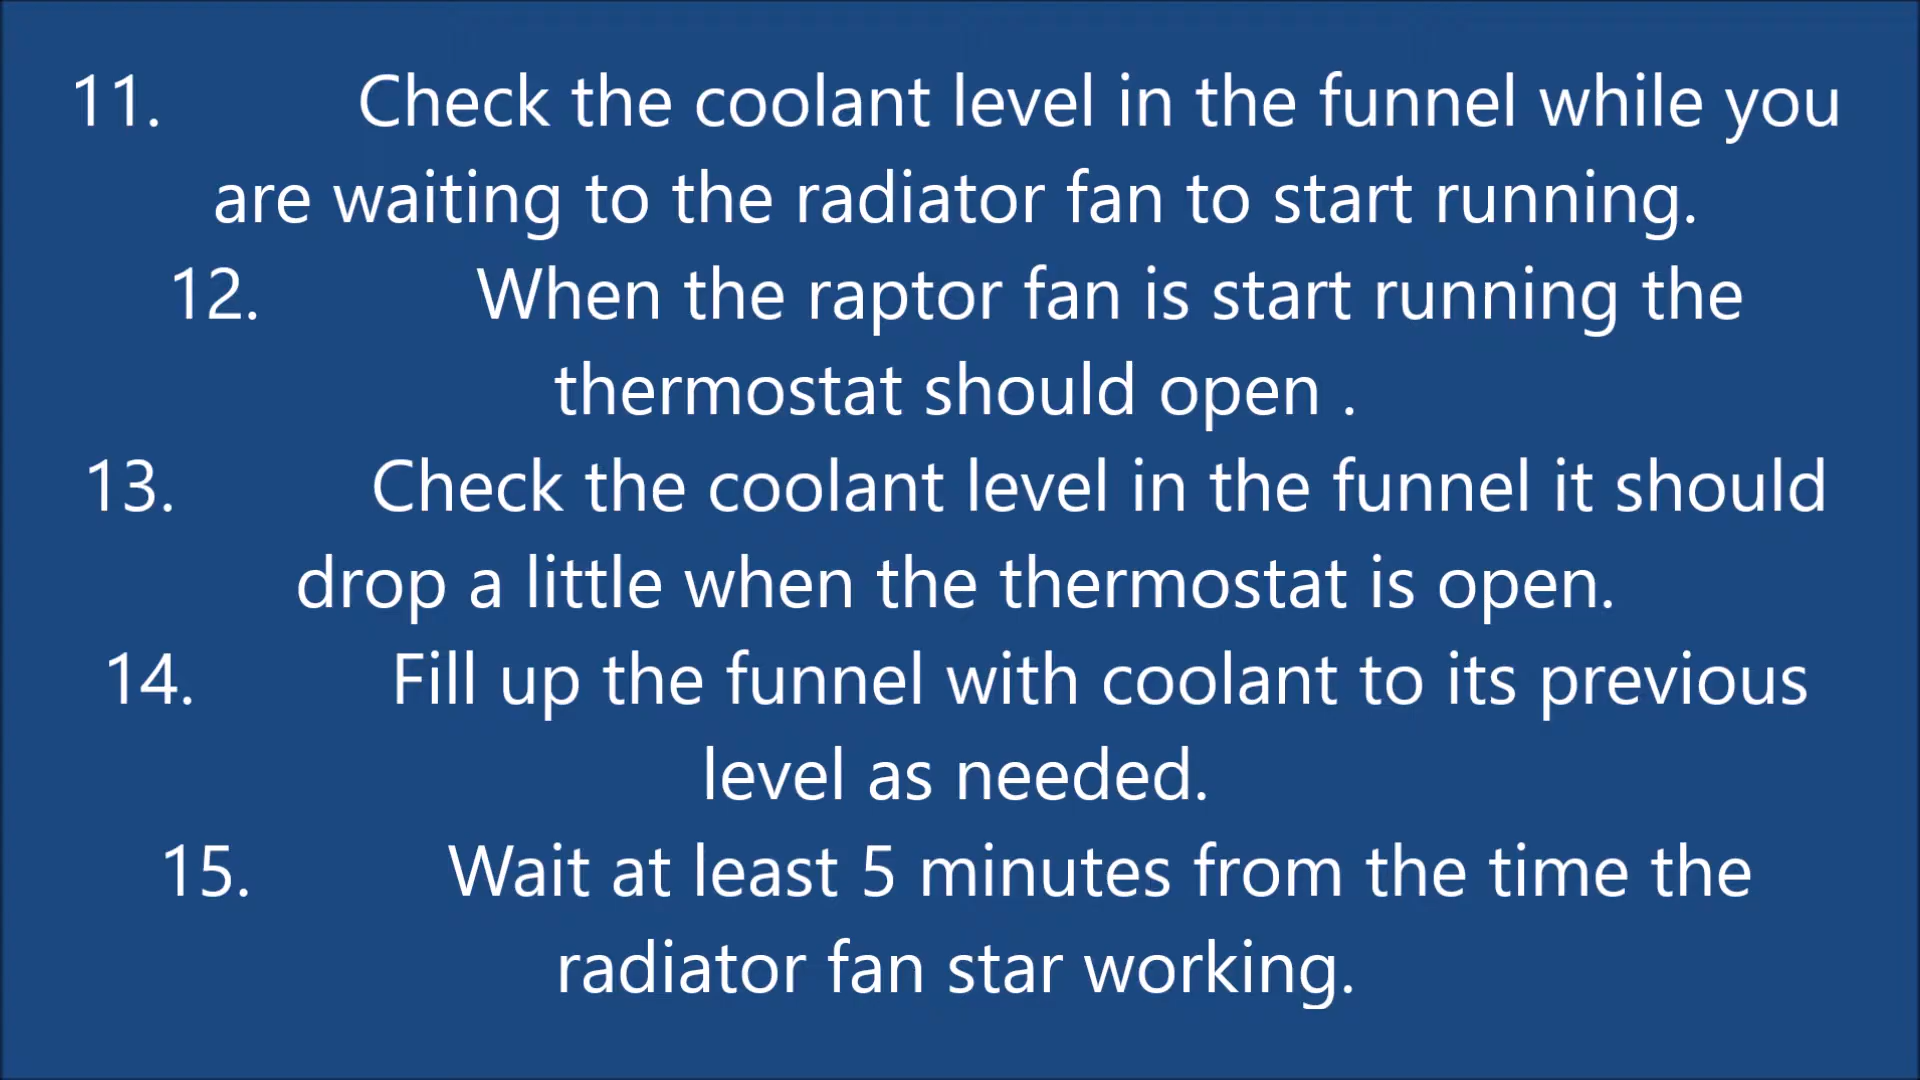 11. Check the coolant level in the funnel while you
are waiting to the radiator fan to start running.
12. When the raptor fan is start running the
thermostat should open .
13. Check the coolant level in the funnel it should
drop a little when the thermostat is open.
14. Fill up the funnel with coolant to its previous
level as needed.
15. Wait at least 5 minutes from the time the
radiator fan star working.